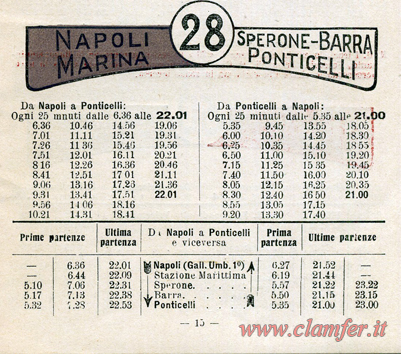 NAPOLI MARINA
28
SPERONE-BARRA PONTICELLI
Da Napoli a Ponticelli:
Ogni 25 minuti dalle 6.36 alle 22.01
6.36 10.46 14.56 19.06
7.01 11.11 15.21 19.31
7.26 11.36 15.46 19.56
7.51 12.01 16.11 20.21
8.16 12.26 16.36 20.46
8.41 12.51 17.01 21.11
9.06 13.16 17.23 21.36
9.31 13.41 17.51 22.01
9.56 14.06 18.16
10.21 14.31 18.41
Da Ponticelli a Napoli:
Ogni 25 minuti dalle 5.35 alle 21.00
5.35 9.45 13.55 18.05
6.00 10.10 14.20 18.30
6.25 10.35 14.45 18.55
6.50 11.00 15.10 19.20
7.15 11.25 15.35 19.45
7.40 11.50 16.00 20.10
8.05 12.15 16.25 20.35
8.30 12.40 16.50 21.00
8.55 13.05 17.15
9.20 13.30 17.40
Prime partenze Ultima partenza Da Napoli a Ponticelli e viceversa Prima partenza Ultime partenze
— 6.36 22.01 Napoli (Gall. Umb. 1º) 6.27 21.52 —
— 6.44 22.09 Stazione Marittima 6.19 21.44 —
5.10 7.06 22.31 Sperone. . . . . 5.57 21.22 23.22
5.17 7.13 22.38 Barra. . . . . . 5.50 21.15 23.15
5.32 7.28 22.53 Ponticelli . . . 5.35 21.00 23.00
— 15 —
www.clamfer.it